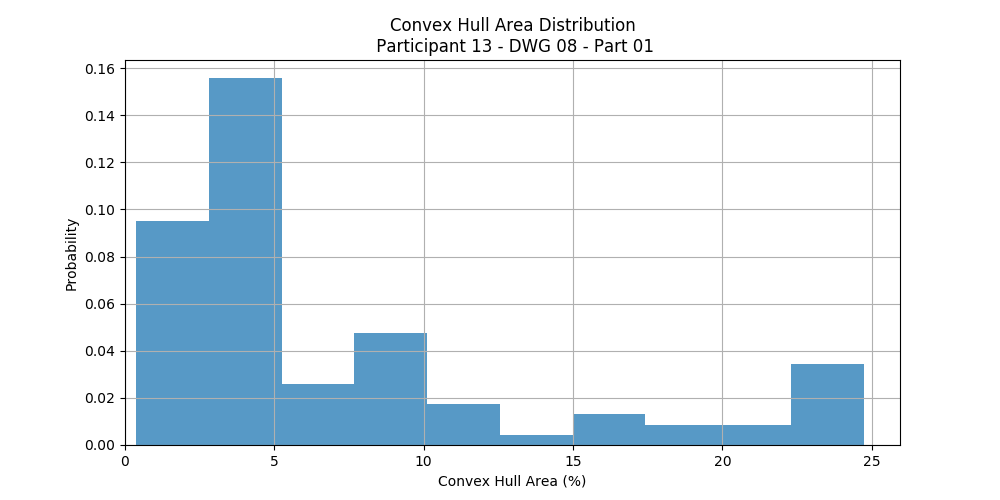 Convex Hull Area Distribution
Participant 13 - DWG 08 - Part 01
Probability
0.16
0.14
0.12
0.10
0.08
0.06
0.04
0.02
0.00
0 5 10 15 20 25
Convex Hull Area (%)